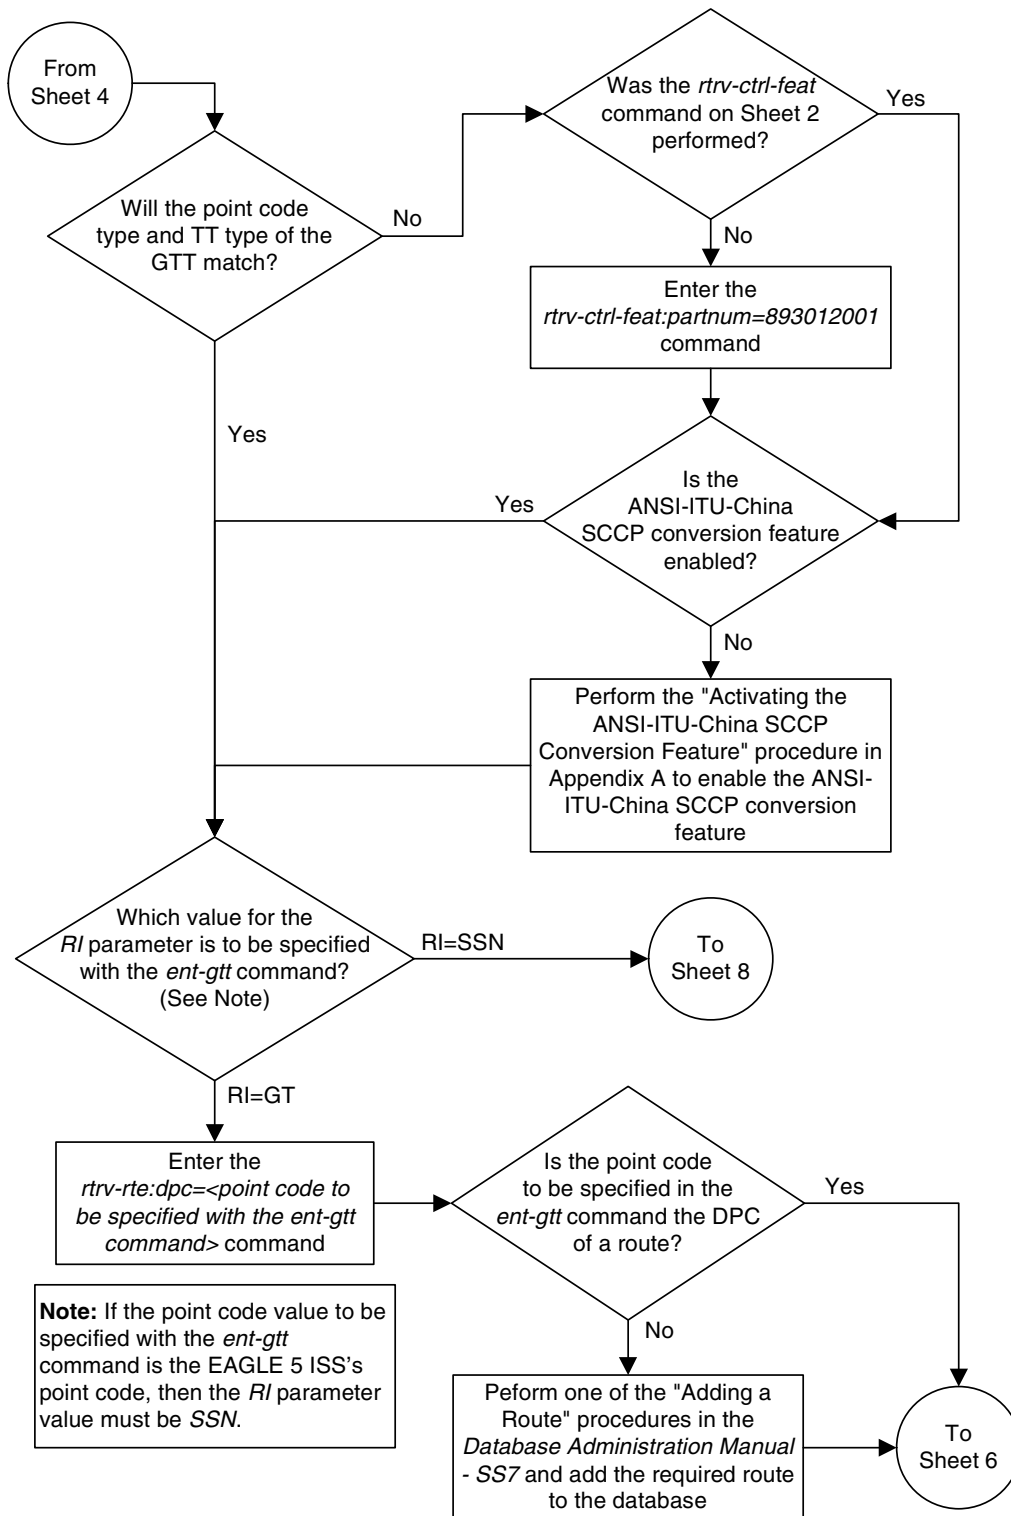 From
Sheet 4
Was the rtrv-ctrl-feat
command on Sheet 2
performed?
Yes
No
Will the point code
type and TT type of the
GTT match?
No
Enter the
rtrv-ctrl-feat:partnum=893012001
command
Yes
Is the
ANSI-ITU-China
SCCP conversion feature
enabled?
Yes
No
Perform the "Activating the
ANSI-ITU-China SCCP
Conversion Feature" procedure in
Appendix A to enable the ANSI-
ITU-China SCCP conversion
feature
Which value for the
RI parameter is to be specified
with the ent-gtt command?
(See Note)
RI=SSN
To
Sheet 8
RI=GT
Enter the
rtrv-rte:dpc=<point code to
be specified with the ent-gtt
command> command
Is the point code
to be specified in the
ent-gtt command the DPC
of a route?
Yes
No
Note: If the point code value to be
specified with the ent-gtt
command is the EAGLE 5 ISS's
point code, then the RI parameter
value must be SSN.
Peform one of the "Adding a
Route" procedures in the
Database Administration Manual
- SS7 and add the required route
to the database
To
Sheet 6